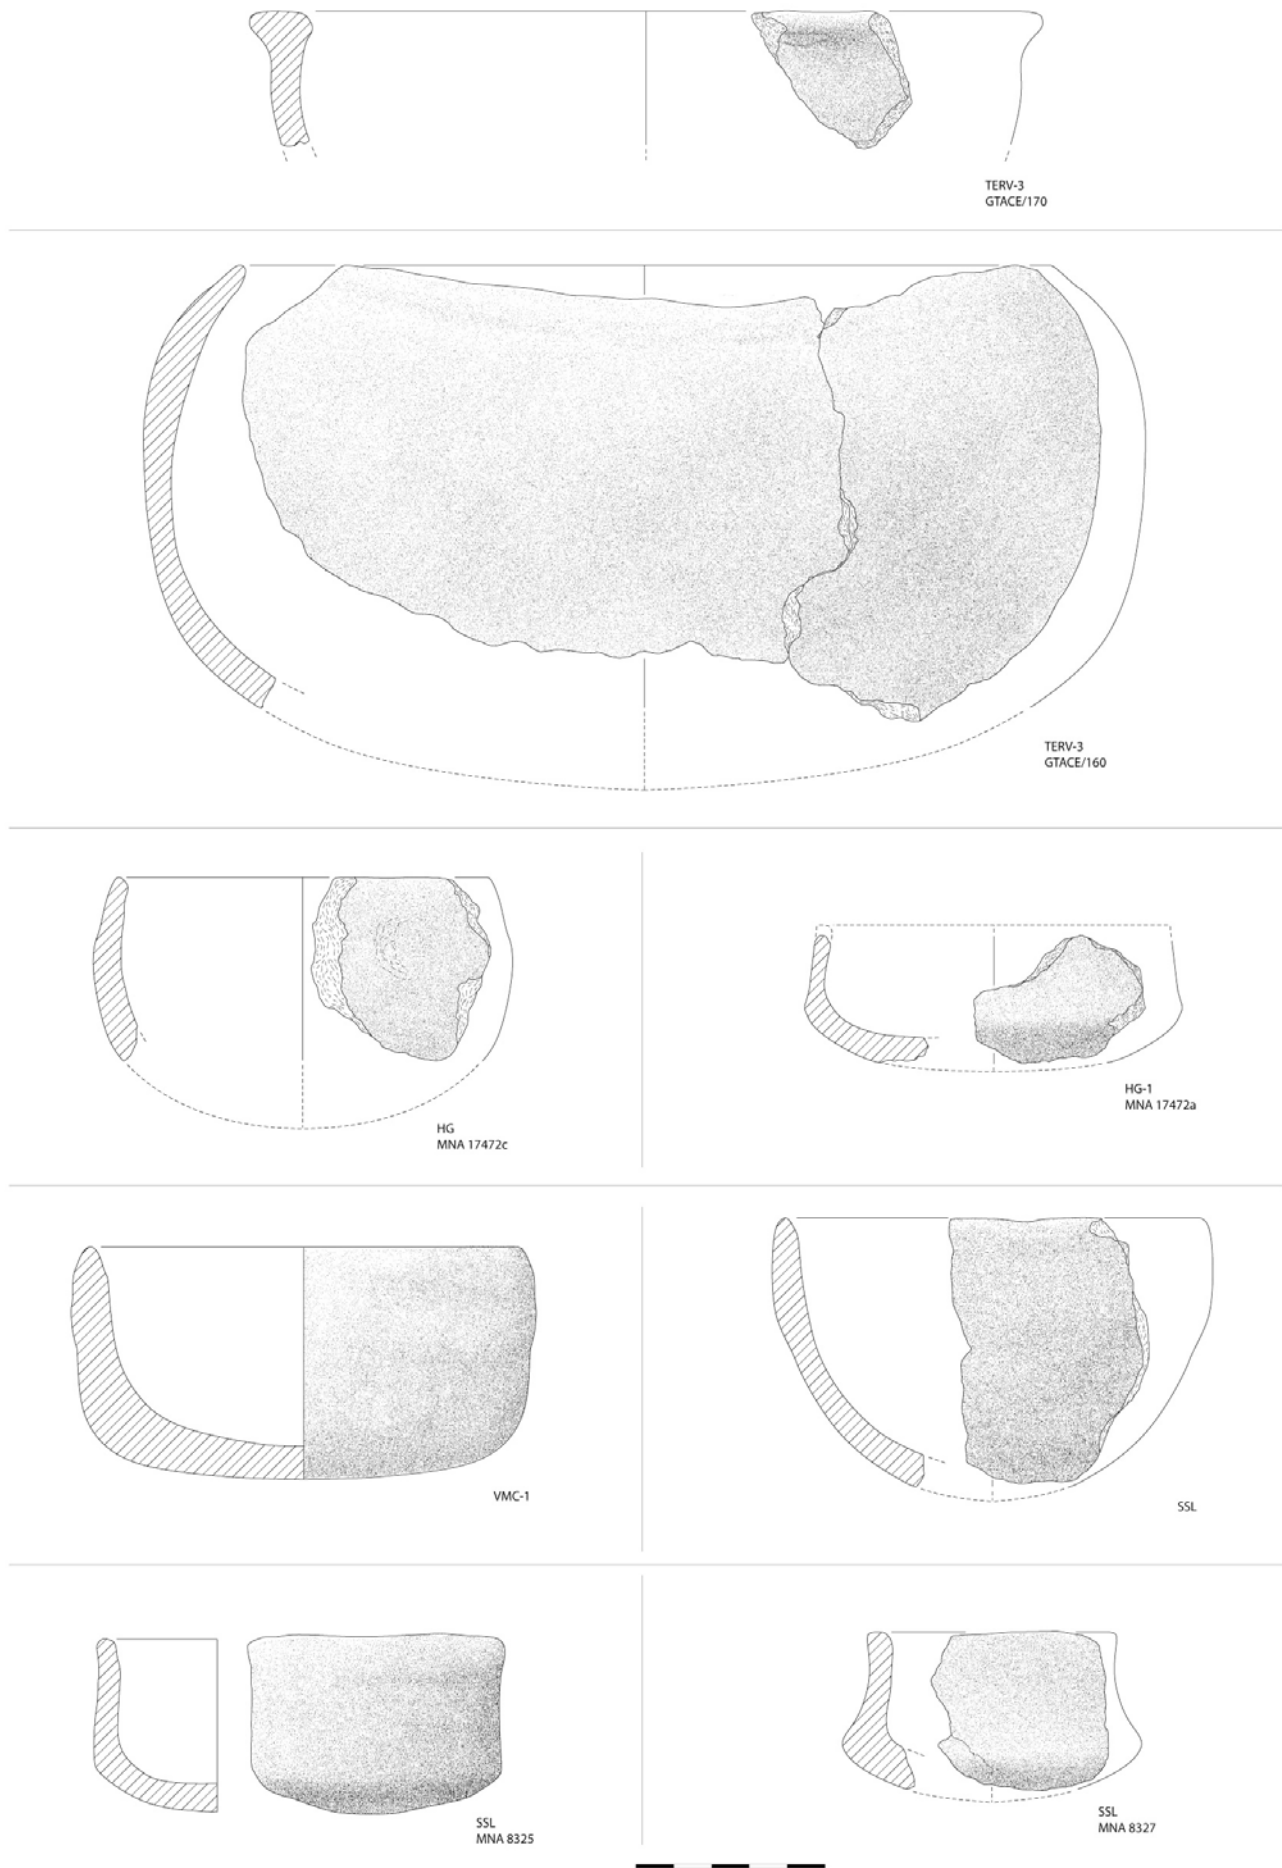 TERV-3
GTACE/170
TERV-3
GTACE/160
HG
MNA 17472c
HG-1
MNA 17472a
VMC-1
SSL
SSL
MNA 8325
SSL
MNA 8327